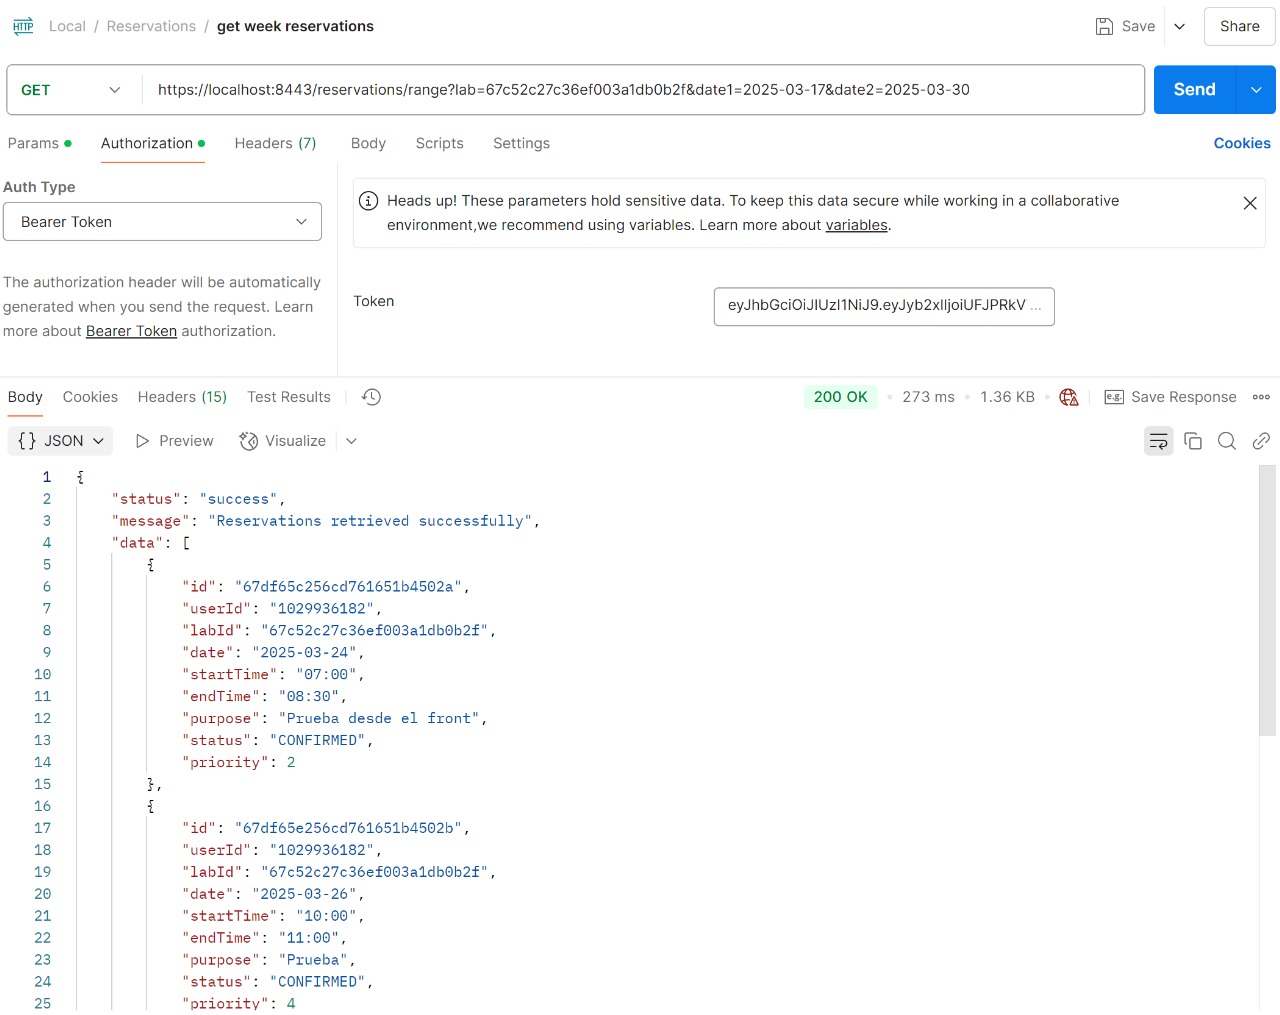 HTTP Local / Reservations / get week reservations Save Share
GET https://localhost:8443/reservations/range?lab=67c52c27c36ef003a1db0b2f&date1=2025-03-17&date2=2025-03-30 Send
Params Authorization Headers (7) Body Scripts Settings Cookies
Auth Type
Bearer Token
The authorization header will be automatically
generated when you send the request. Learn
more about Bearer Token authorization.
Heads up! These parameters hold sensitive data. To keep this data secure while working in a collaborative
environment,we recommend using variables. Learn more about variables.
Token eyJhbGciOiJIUzI1NiJ9.eyJyb2xlIjoiUFJPRkV ...
Body Cookies Headers (15) Test Results 200 OK 273 ms 1.36 KB e.g. Save Response
{} JSON Preview Visualize
1 {
2 "status": "success",
3 "message": "Reservations retrieved successfully",
4 "data": [
5 {
6 "id": "67df65c256cd761651b4502a",
7 "userId": "1029936182",
8 "labId": "67c52c27c36ef003a1db0b2f",
9 "date": "2025-03-24",
10 "startTime": "07:00",
11 "endTime": "08:30",
12 "purpose": "Prueba desde el front",
13 "status": "CONFIRMED",
14 "priority": 2
15 },
16 {
17 "id": "67df65e256cd761651b4502b",
18 "userId": "1029936182",
19 "labId": "67c52c27c36ef003a1db0b2f",
20 "date": "2025-03-26",
21 "startTime": "10:00",
22 "endTime": "11:00",
23 "purpose": "Prueba",
24 "status": "CONFIRMED",
25 "priority": 4